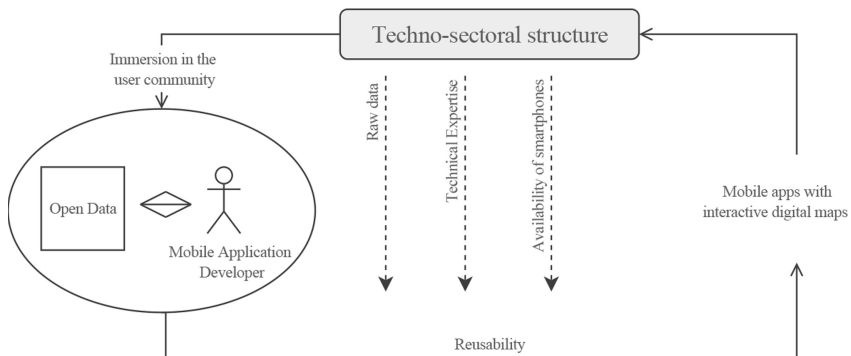 Techno-sectoral structure
Immersion in the
user community
Raw data
Technical Expertise
Availability of smartphones
Open Data
Mobile Application
Developer
Mobile apps with
interactive digital maps
Reusability